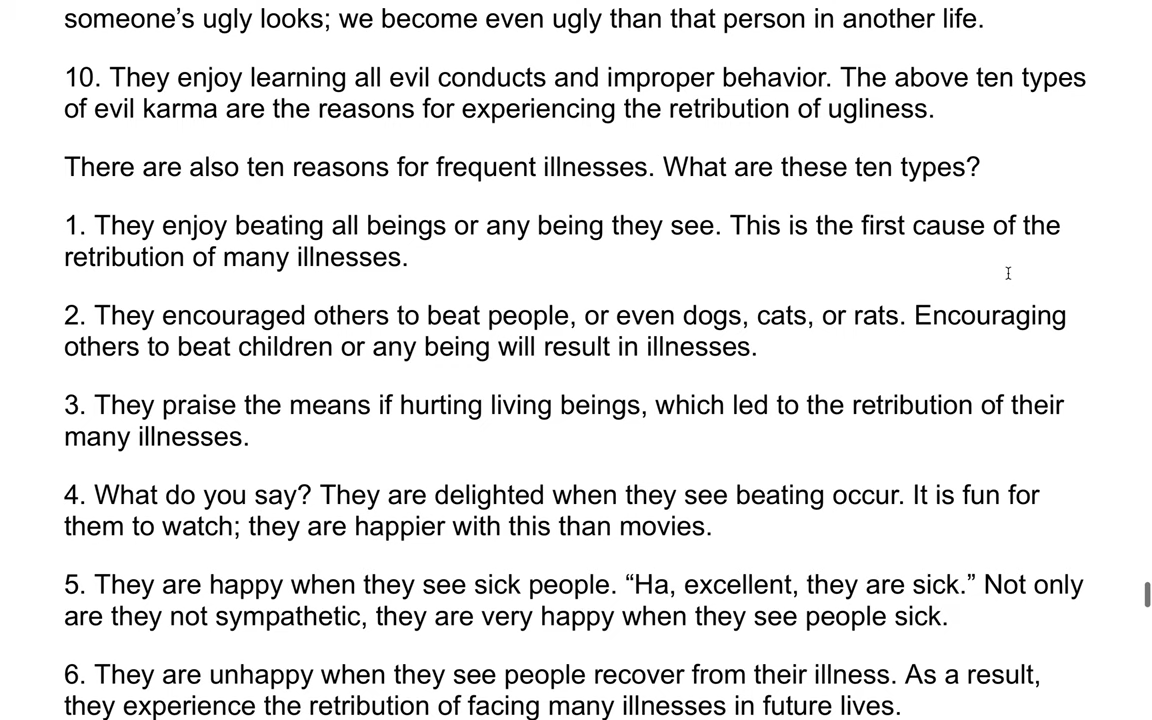 someone’s ugly looks; we become even ugly than that person in another life.
10. They enjoy learning all evil conducts and improper behavior. The above ten types
of evil karma are the reasons for experiencing the retribution of ugliness.
There are also ten reasons for frequent illnesses. What are these ten types?
1. They enjoy beating all beings or any being they see. This is the first cause of the
retribution of many illnesses.
2. They encouraged others to beat people, or even dogs, cats, or rats. Encouraging
others to beat children or any being will result in illnesses.
3. They praise the means if hurting living beings, which led to the retribution of their
many illnesses.
4. What do you say? They are delighted when they see beating occur. It is fun for
them to watch; they are happier with this than movies.
5. They are happy when they see sick people. “Ha, excellent, they are sick.” Not only
are they not sympathetic, they are very happy when they see people sick.
6. They are unhappy when they see people recover from their illness. As a result,
they experience the retribution of facing many illnesses in future lives.